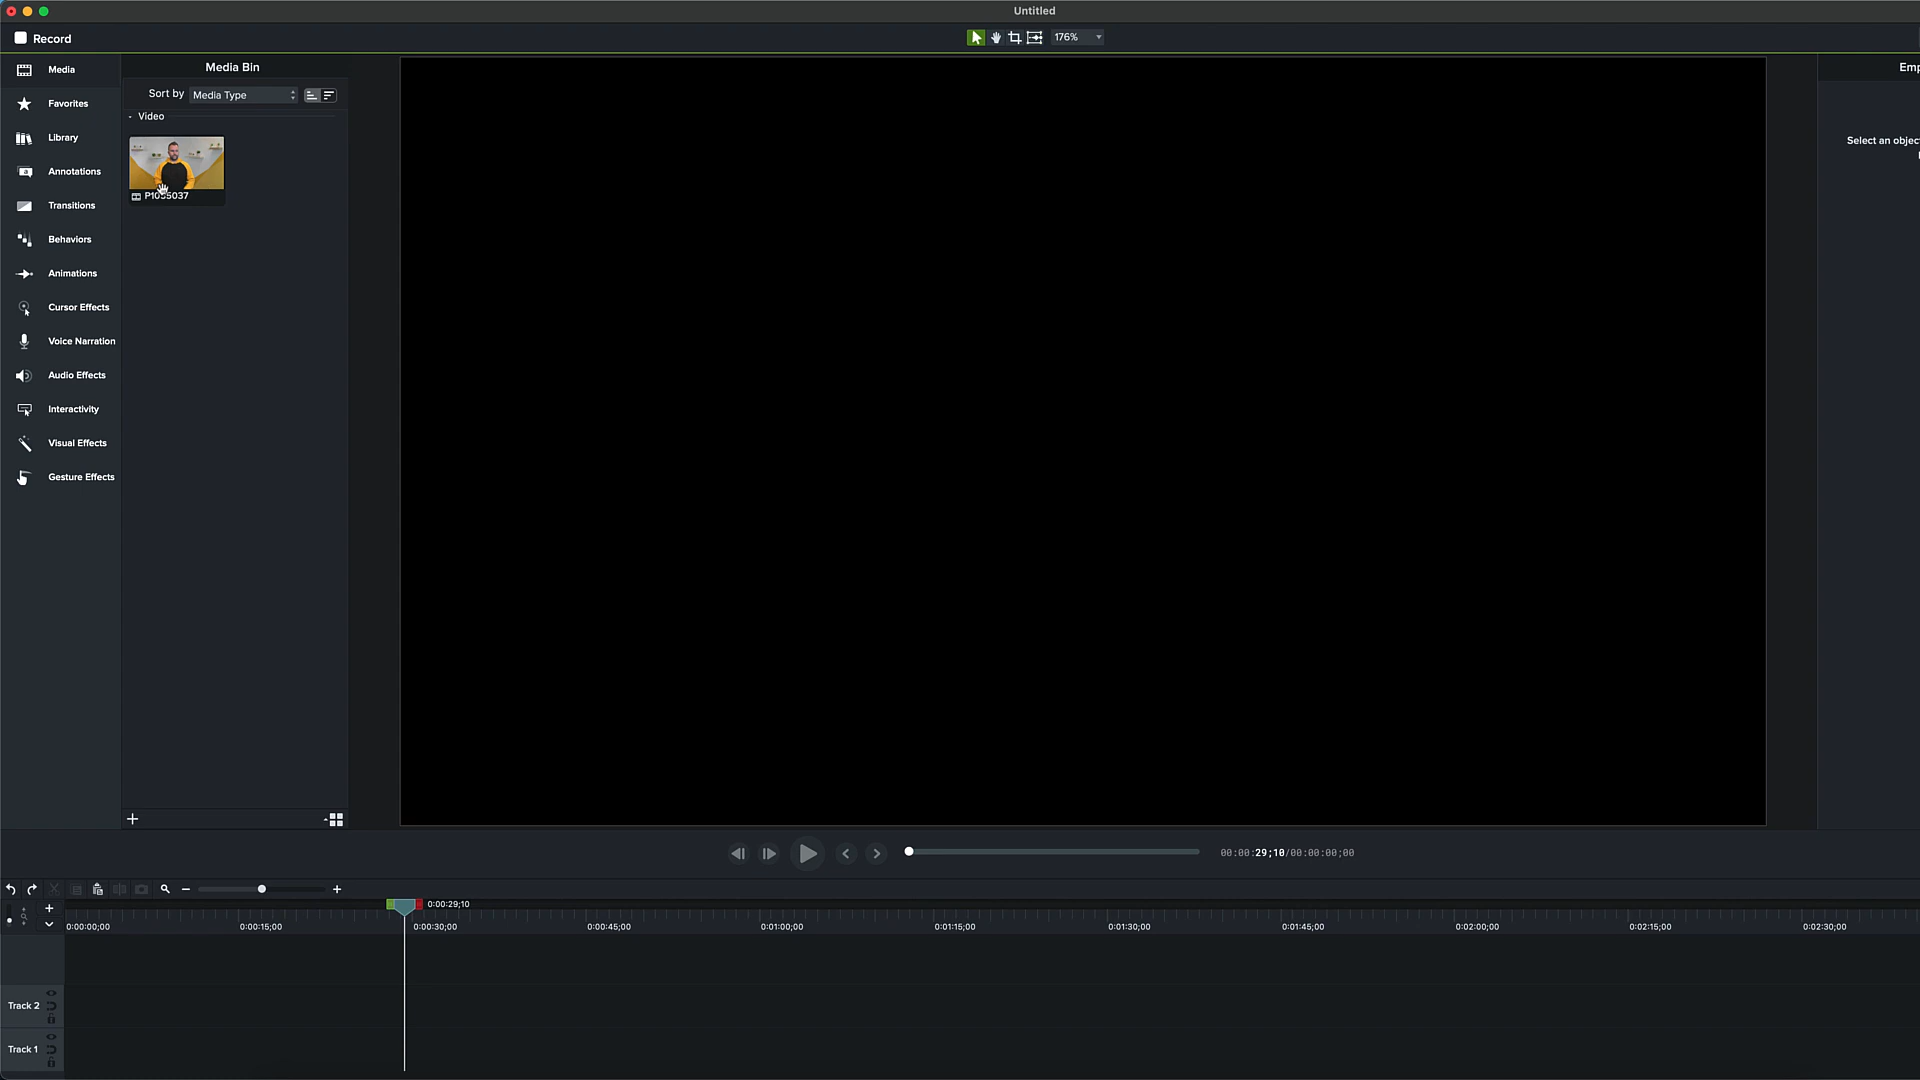 Untitled
Record
176%
Media
Favorites
Library
Annotations
Transitions
Behaviors
Animations
Cursor Effects
Voice Narration
Audio Effects
Interactivity
Visual Effects
Gesture Effects
Media Bin
Sort by Media Type
Video
Emp
Select an objec
00:00:29;10/00:00:00;00
0:00:29;10
0:00:00;00 0:00:15;00 0:00:30;00 0:00:45;00 0:01:00;00 0:01:15;00 0:01:30;00 0:01:45;00 0:02:00;00 0:02:15;00 0:02:30;00
Track 2
Track 1